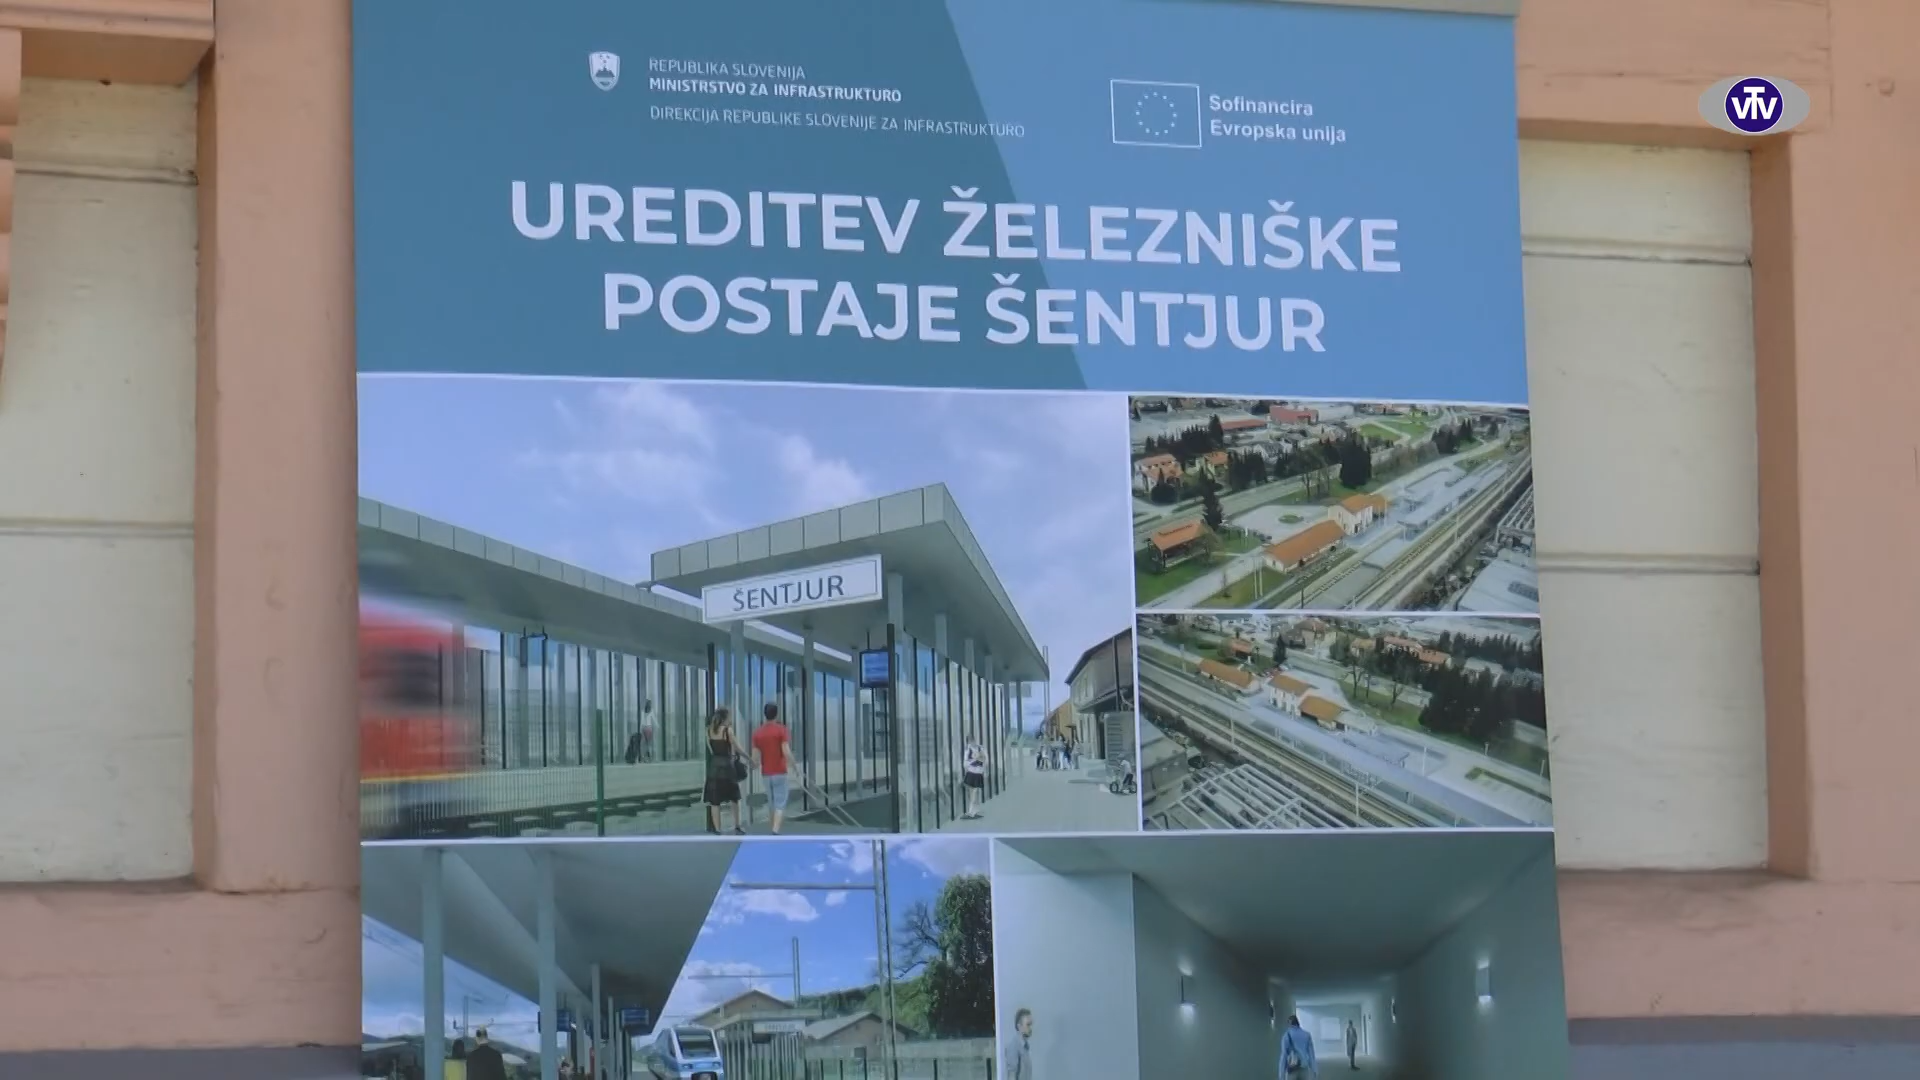 REPUBLIKA SLOVENIJA
MINISTRSTVO ZA INFRASTRUKTURO
DIREKCIJA REPUBLIKE SLOVENIJE ZA INFRASTRUKTURO
Sofinancira
Evropska unija
VTV
UREDITEV ŽELEZNIŠKE
POSTAJE ŠENTJUR
ŠENTJUR